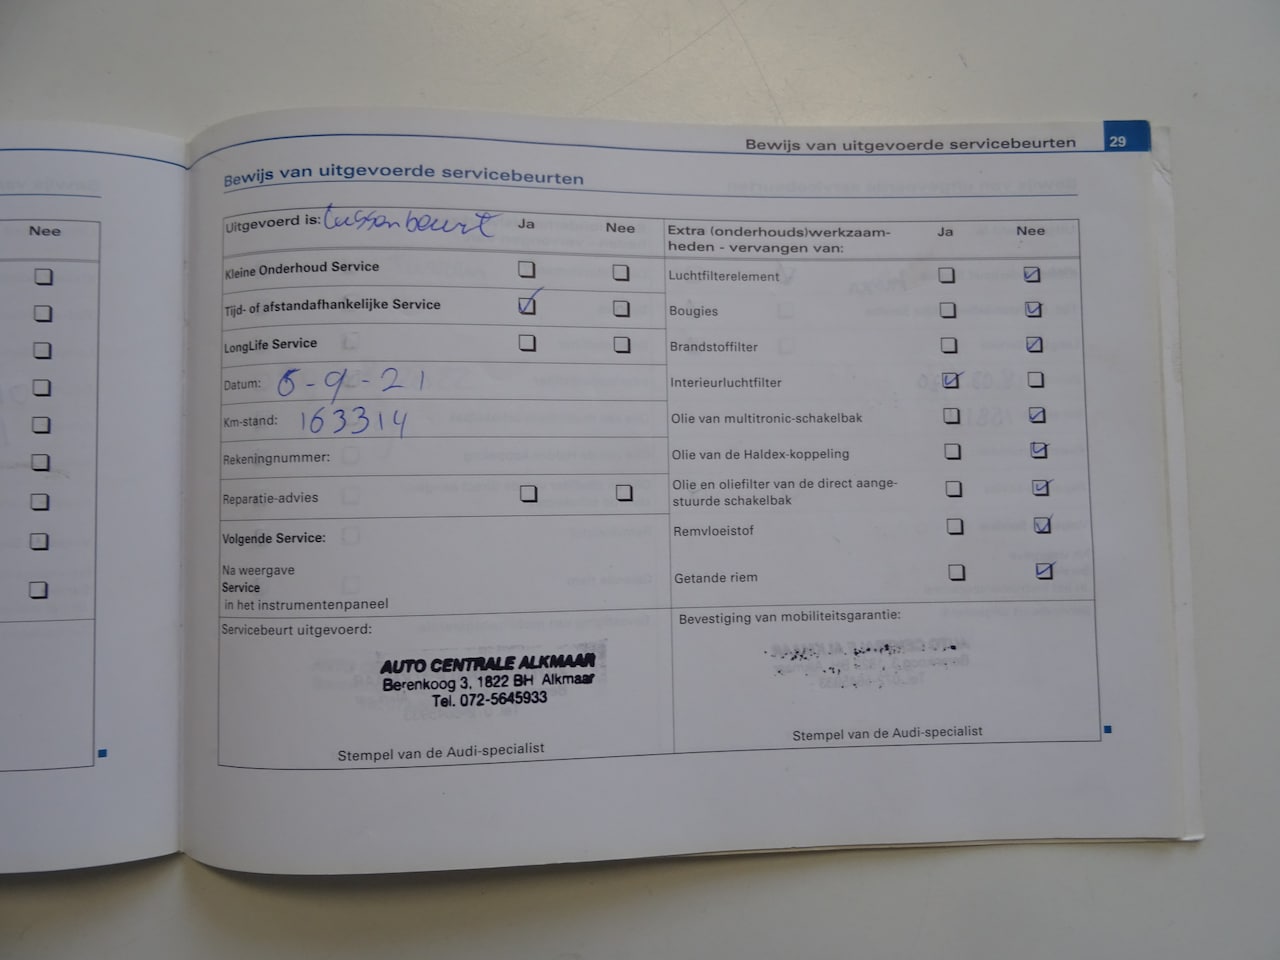 Bewijs van uitgevoerde servicebeurten 29
Nee
Bewijs van uitgevoerde servicebeurten
Uitgevoerd is: tussenbeurt Ja Nee
Kleine Onderhoud Service
Tijd- of afstandafhankelijke Service
LongLife Service
Datum: 6-9-21
Km-stand: 163314
Rekeningnummer:
Reparatie-advies
Volgende Service:
Na weergave
Service
in het instrumentenpaneel
Servicebeurt uitgevoerd:
AUTO CENTRALE ALKMAAR
Berenkoog 3, 1822 BH Alkmaar
Tel. 072-5645933
Stempel van de Audi-specialist
Extra (onderhouds)werkzaam-
heden - vervangen van: Ja Nee
Luchtfilterelement
Bougies
Brandstoffilter
Interieurluchtfilter
Olie van multitronic-schakelbak
Olie van de Haldex-koppeling
Olie en oliefilter van de direct aange-
stuurde schakelbak
Remvloeistof
Getande riem
Bevestiging van mobiliteitsgarantie:
Stempel van de Audi-specialist